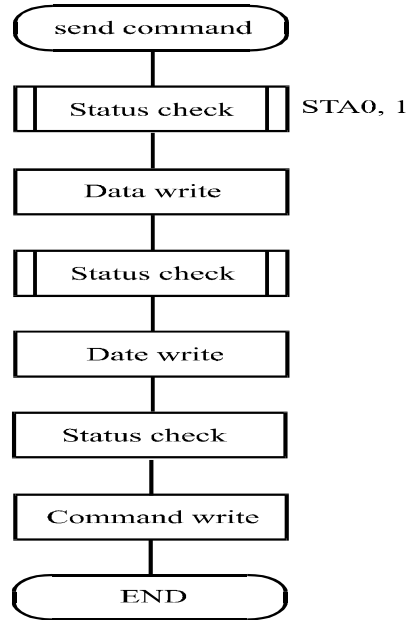 send command
Status check
STA0, 1
Data write
Status check
Date write
Status check
Command write
END